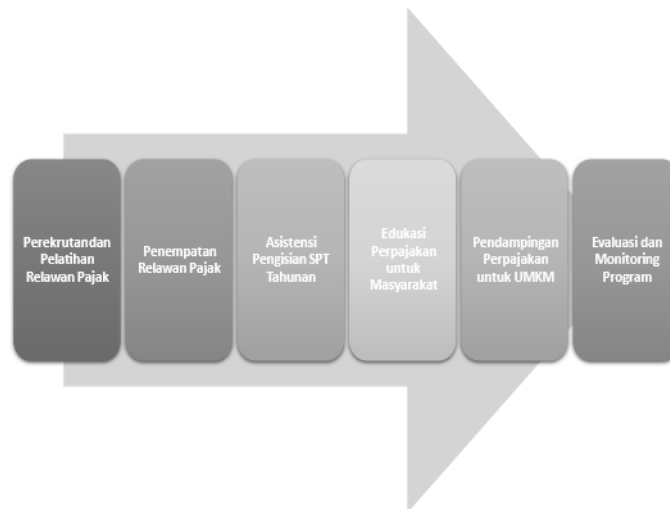 Perekrutandan
Pelatihan
Relawan Pajak
Penempatan
Relawan Pajak
Asistensi
Pengisian SPT
Tahunan
Edukasi
Perpajakan
untuk
Masyarakat
Pendampingan
Perpajakan
untuk UMKM
Evaluasi dan
Monitoring
Program